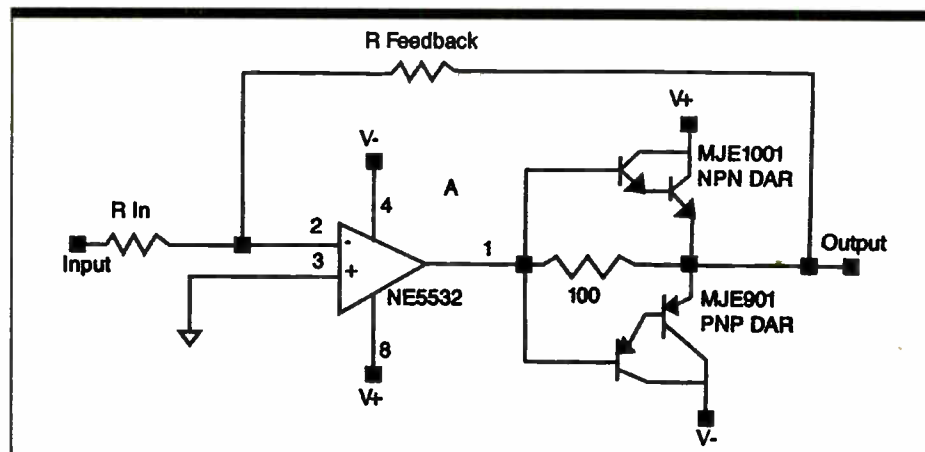 R Feedback
V+
V-
MJE1001
NPN DAR
A
4
R In
2
-
1
Output
Input
3
+
NE5532
100
MJE901
PNP DAR
8
V+
V-